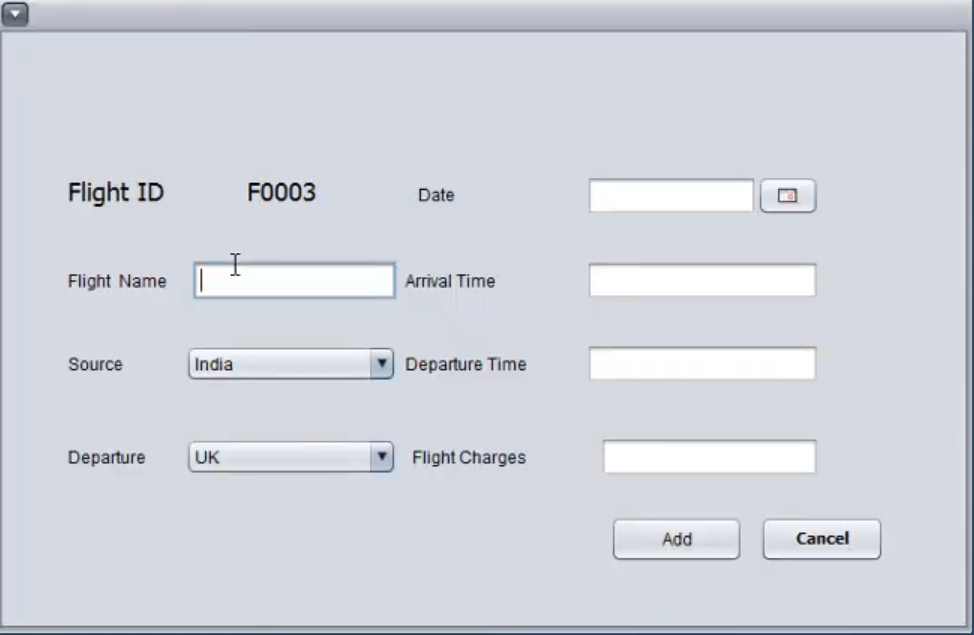 Flight ID F0003 Date
Flight Name Arrival Time
Source India Departure Time
Departure UK Flight Charges
Add Cancel